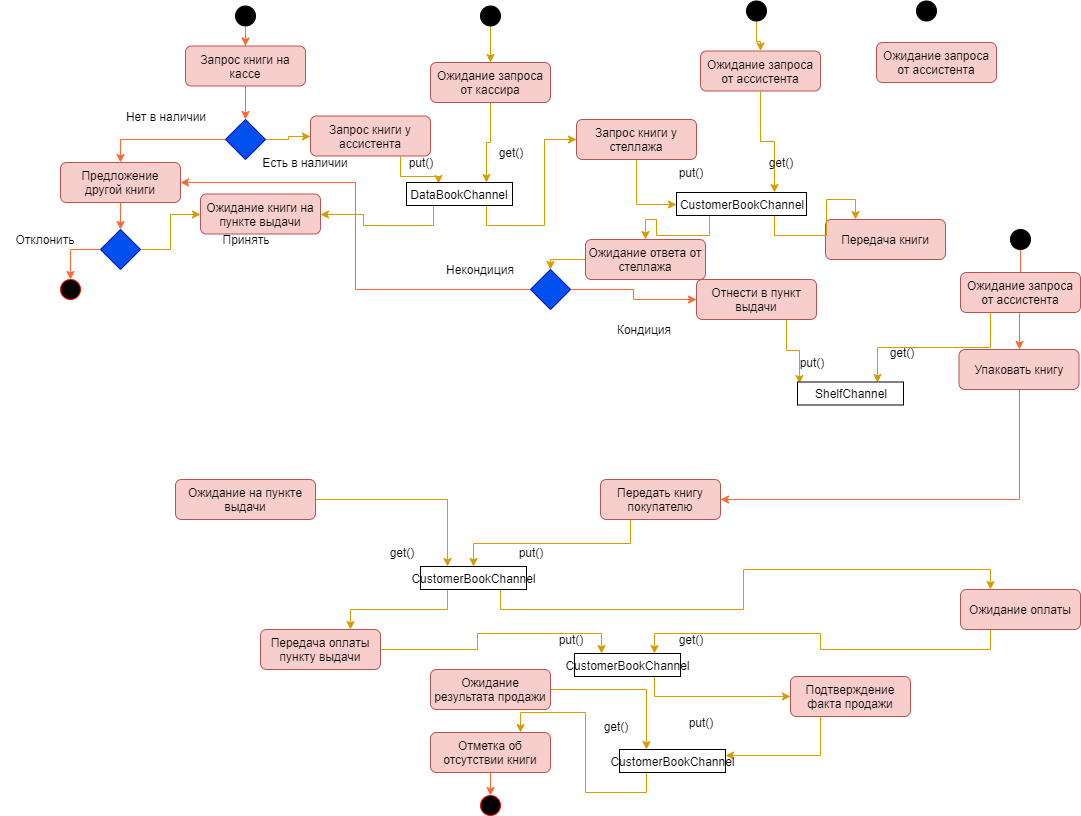 Запрос книги на
кассе
Ожидание запроса
от кассира
Ожидание запроса
от ассистента
Ожидание запроса
от ассистента
Нет в наличии
Есть в наличии
Запрос книги у
ассистента
put()
get()
Запрос книги у
стеллажа
put()
get()
Предложение
другой книги
DataBookChannel
CustomerBookChannel
Ожидание книги на
пункте выдачи
Отклонить
Принять
Передача книги
Ожидание ответа от
стеллажа
Некондиция
Кондиция
Отнести в пункт
выдачи
Ожидание запроса
от ассистента
put()
get()
ShelfChannel
Упаковать книгу
Ожидание на пункте
выдачи
Передать книгу
покупателю
get()
put()
CustomerBookChannel
Ожидание оплаты
Передача оплаты
пункту выдачи
put()
get()
CustomerBookChannel
Ожидание
результата продажи
Подтверждение
факта продажи
get()
put()
Отметка об
отсутствии книги
CustomerBookChannel